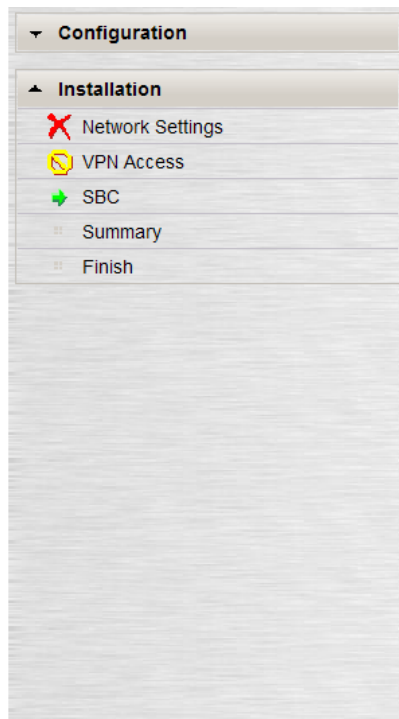 Configuration
Installation
Network Settings
VPN Access
SBC
Summary
Finish